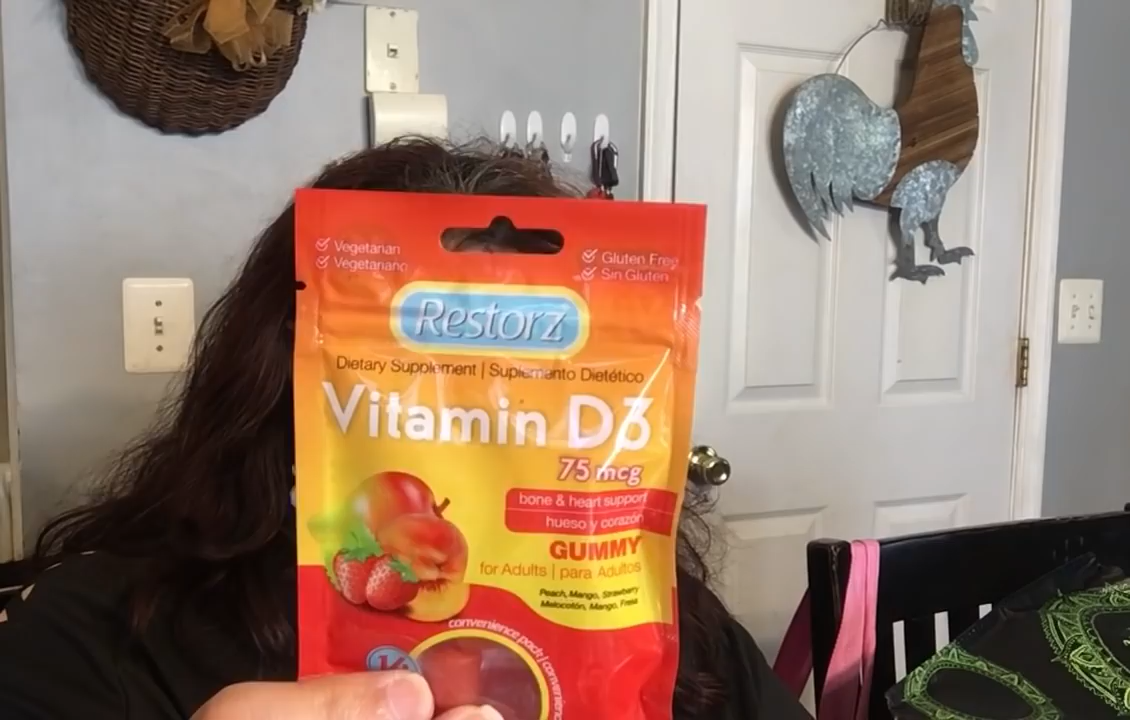 Vegetarian
Vegetariano
Gluten Free
Sin Gluten
Restorz
Dietary Supplement | Suplemento Dietético
Vitamin D3
75 mcg
bone & heart support
hueso y corazón
GUMMY
for Adults | para Adultos
Peach, Mango, Strawberry
Melocotón, Mango, Fresa
convenience pack |